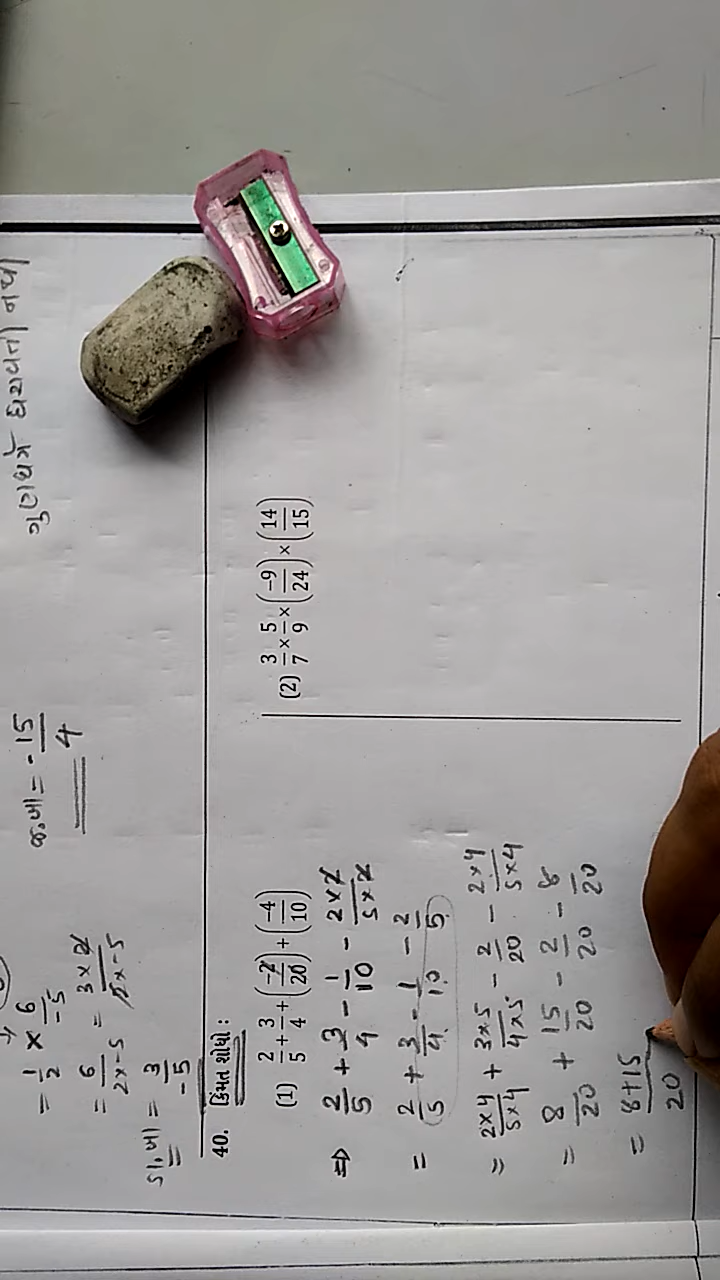 ગુણધર્મ ધરાવતા નથી
જ.બા = -15/4
= 1/2 × 6/-5
= 6/2×-5 = 3×2/2×-5
ડા.બા = 3/-5
40. કિંમત શોધો :
(1) 2/5 + 3/4 + (-2/20) + (-4/10)
⇒ 2/5 + 3/4 - 1/10 - 2×2/5×2
= 2/5 + 3/4 - 1/10 - 2/5
= 2×4/5×4 + 3×5/4×5 - 2/20 - 2×4/5×4
= 8/20 + 15/20 - 2/20 - 8/20
= 8+15/20
(2) 3/7 × 5/9 × (-9/24) × (14/15)